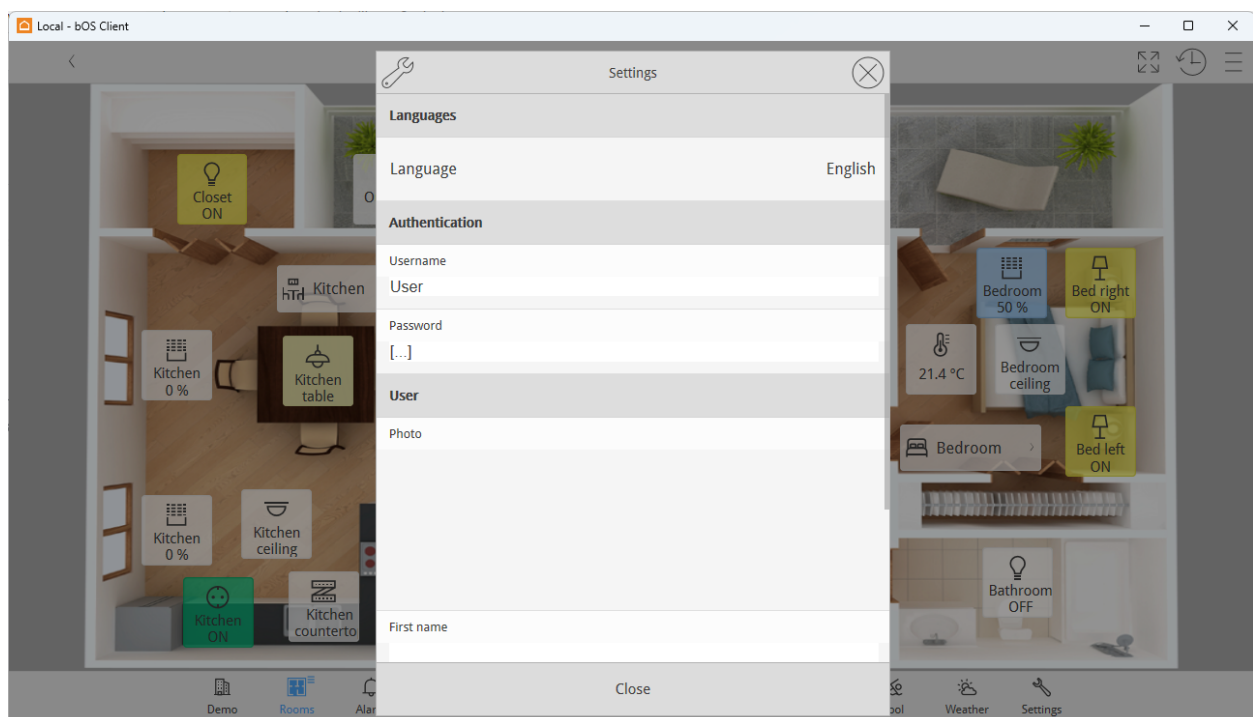 Local - bOS Client
Settings
Languages
Language
English
Authentication
Username
User
Password
[...]
User
Photo
First name
Close
Closet
ON
O
Kitchen
Kitchen
0 %
Kitchen
table
Kitchen
0 %
Kitchen
ceiling
Kitchen
ON
Kitchen
counterto
Bedroom
50 %
Bed right
ON
21.4 °C
Bedroom
ceiling
Bedroom
Bed left
ON
Bathroom
OFF
Demo
Rooms
Alar
ool
Weather
Settings